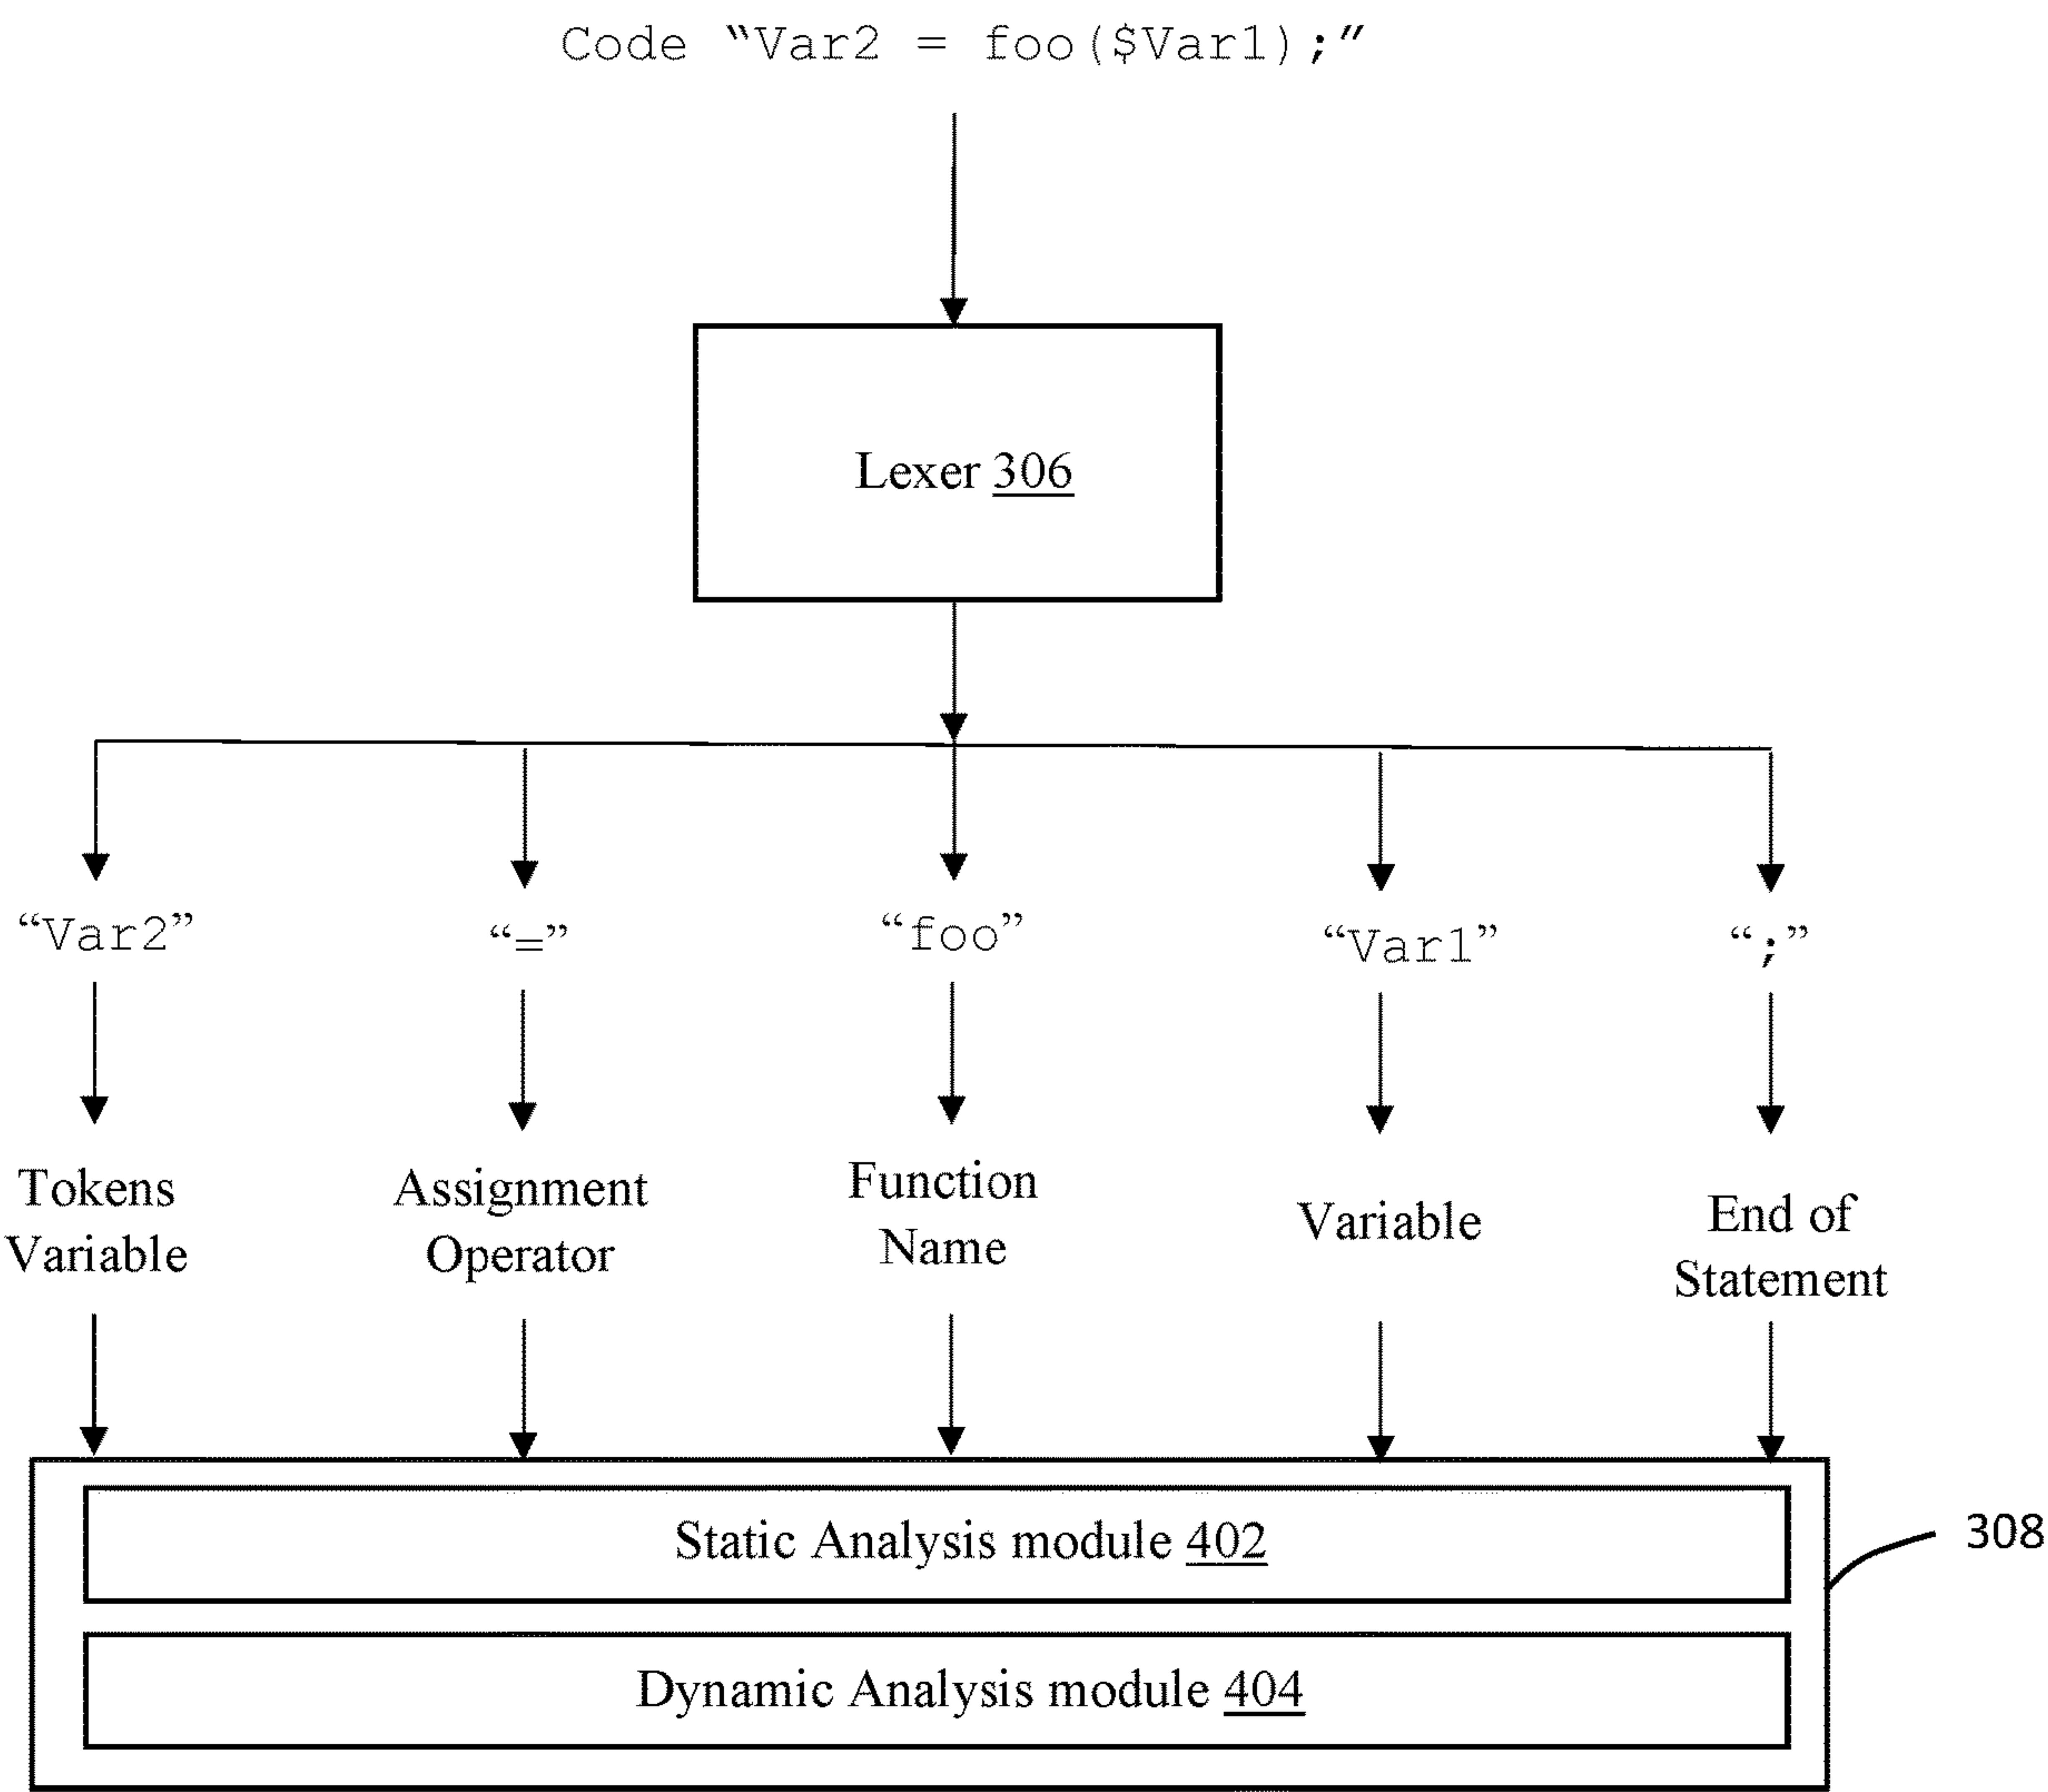 Code “Var2 = foo($Var1);”
Lexer 306
“Var2” “=” “foo” “Var1” “;”
Tokens
Variable
Assignment
Operator
Function
Name
Variable
End of
Statement
Static Analysis module 402
308
Dynamic Analysis module 404